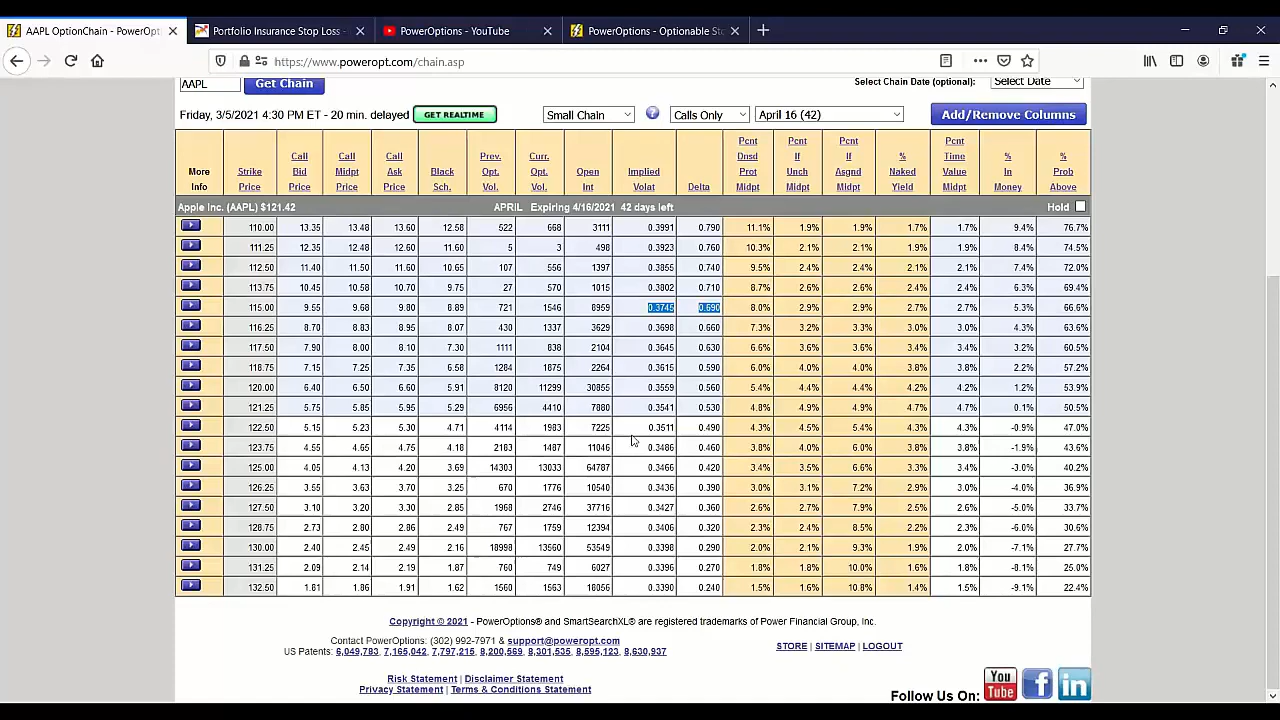 AAPL OptionChain - PowerOpt
Portfolio Insurance Stop Loss -
PowerOptions - YouTube
PowerOptions - Optionable Sto
https://www.poweropt.com/chain.asp
AAPL
Get Chain
Select Chain Date (optional):
Select Date
Friday, 3/5/2021 4:30 PM ET - 20 min. delayed
GET REALTIME
Small Chain
Calls Only
April 16 (42)
Add/Remove Columns
More Info
Strike Price
Call Bid Price
Call Midpt Price
Call Ask Price
Black Sch.
Prev. Opt. Vol.
Curr. Opt. Vol.
Open Int
Implied Volat
Delta
Pcnt Dnsd Prot Midpt
Pcnt If Unch Midpt
Pcnt If Asgnd Midpt
% Naked Yield
Pcnt Time Value Midpt
% In Money
% Prob Above
Apple Inc. (AAPL) $121.42 APRIL Expiring 4/16/2021 42 days left Hold
110.00 13.35 13.48 13.60 12.58 522 668 3111 0.3991 0.790 11.1% 1.9% 1.9% 1.7% 1.7% 9.4% 76.7%
111.25 12.35 12.48 12.60 11.60 5 3 498 0.3923 0.760 10.3% 2.1% 2.1% 1.9% 1.9% 8.4% 74.5%
112.50 11.40 11.50 11.60 10.65 107 556 1397 0.3855 0.740 9.5% 2.4% 2.4% 2.1% 2.1% 7.4% 72.0%
113.75 10.45 10.58 10.70 9.75 27 570 1015 0.3802 0.710 8.7% 2.6% 2.6% 2.4% 2.4% 6.3% 69.4%
115.00 9.55 9.68 9.80 8.89 721 1546 8959 0.3745 0.690 8.0% 2.9% 2.9% 2.7% 2.7% 5.3% 66.6%
116.25 8.70 8.83 8.95 8.07 430 1337 3629 0.3698 0.660 7.3% 3.2% 3.3% 3.0% 3.0% 4.3% 63.6%
117.50 7.90 8.00 8.10 7.30 1111 838 2104 0.3645 0.630 6.6% 3.6% 3.6% 3.4% 3.4% 3.2% 60.5%
118.75 7.15 7.25 7.35 6.58 1284 1875 2264 0.3615 0.590 6.0% 4.0% 4.0% 3.8% 3.8% 2.2% 57.2%
120.00 6.40 6.50 6.60 5.91 8120 11299 30855 0.3559 0.560 5.4% 4.4% 4.4% 4.2% 4.2% 1.2% 53.9%
121.25 5.75 5.85 5.95 5.29 6956 4410 7880 0.3541 0.530 4.8% 4.9% 4.9% 4.7% 4.7% 0.1% 50.5%
122.50 5.15 5.23 5.30 4.71 4114 1983 7225 0.3511 0.490 4.3% 4.5% 5.4% 4.3% 4.3% -0.9% 47.0%
123.75 4.55 4.65 4.75 4.18 2183 1487 11046 0.3486 0.460 3.8% 4.0% 6.0% 3.8% 3.8% -1.9% 43.6%
125.00 4.05 4.13 4.20 3.69 14303 13033 64787 0.3466 0.420 3.4% 3.5% 6.6% 3.3% 3.4% -3.0% 40.2%
126.25 3.55 3.63 3.70 3.25 670 1776 10540 0.3436 0.390 3.0% 3.1% 7.2% 2.9% 3.0% -4.0% 36.9%
127.50 3.10 3.20 3.30 2.85 1968 2746 37716 0.3427 0.360 2.6% 2.7% 7.9% 2.5% 2.6% -5.0% 33.7%
128.75 2.73 2.80 2.86 2.49 767 1759 12394 0.3406 0.320 2.3% 2.4% 8.5% 2.2% 2.3% -6.0% 30.6%
130.00 2.40 2.45 2.49 2.16 18998 13560 53549 0.3398 0.290 2.0% 2.1% 9.3% 1.9% 2.0% -7.1% 27.7%
131.25 2.09 2.14 2.19 1.87 760 749 6027 0.3396 0.270 1.8% 1.8% 10.0% 1.6% 1.8% -8.1% 25.0%
132.50 1.81 1.86 1.91 1.62 1560 1563 18056 0.3390 0.240 1.5% 1.6% 10.8% 1.4% 1.5% -9.1% 22.4%
Copyright © 2021 - PowerOptions® and SmartSearchXL® are registered trademarks of Power Financial Group, Inc.
Contact PowerOptions: (302) 992-7971 & support@poweropt.com
US Patents: 6,049,783, 7,165,042, 7,797,215, 8,200,569, 8,301,535, 8,595,123, 8,630,937
STORE | SITEMAP | LOGOUT
Risk Statement | Disclaimer Statement
Privacy Statement | Terms & Conditions Statement
Follow Us On:
You Tube
f
in